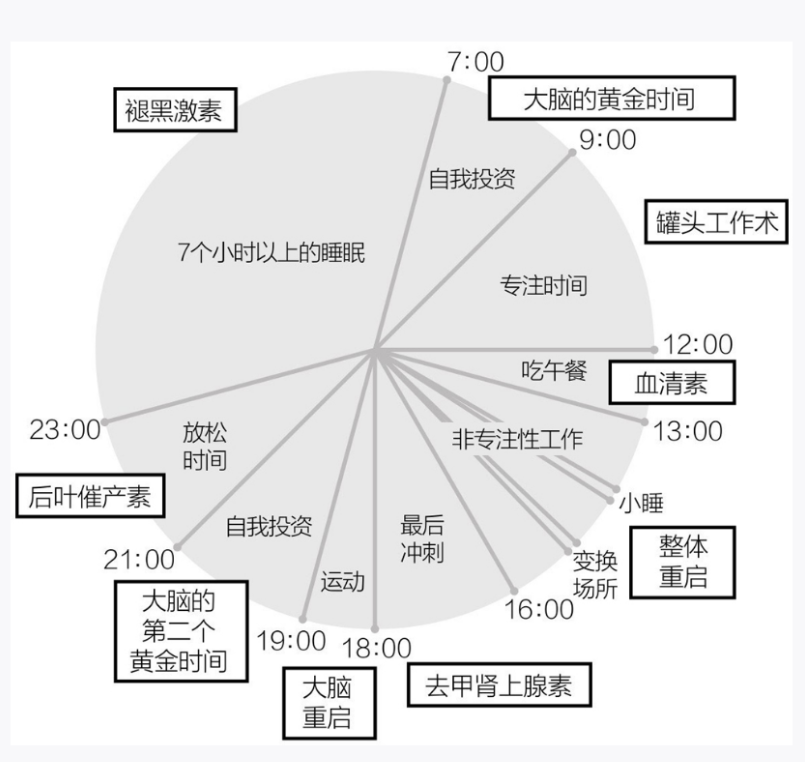 7:00
大脑的黄金时间
褪黑激素
9:00
自我投资
罐头工作术
7个小时以上的睡眠
专注时间
12:00
吃午餐
血清素
23:00
13:00
放松
时间
非专注性工作
后叶催产素
小睡
自我投资
最后
冲刺
整体
重启
21:00
运动
变换
场所
大脑的
第二个
黄金时间
16:00
19:00
18:00
大脑
重启
去甲肾上腺素